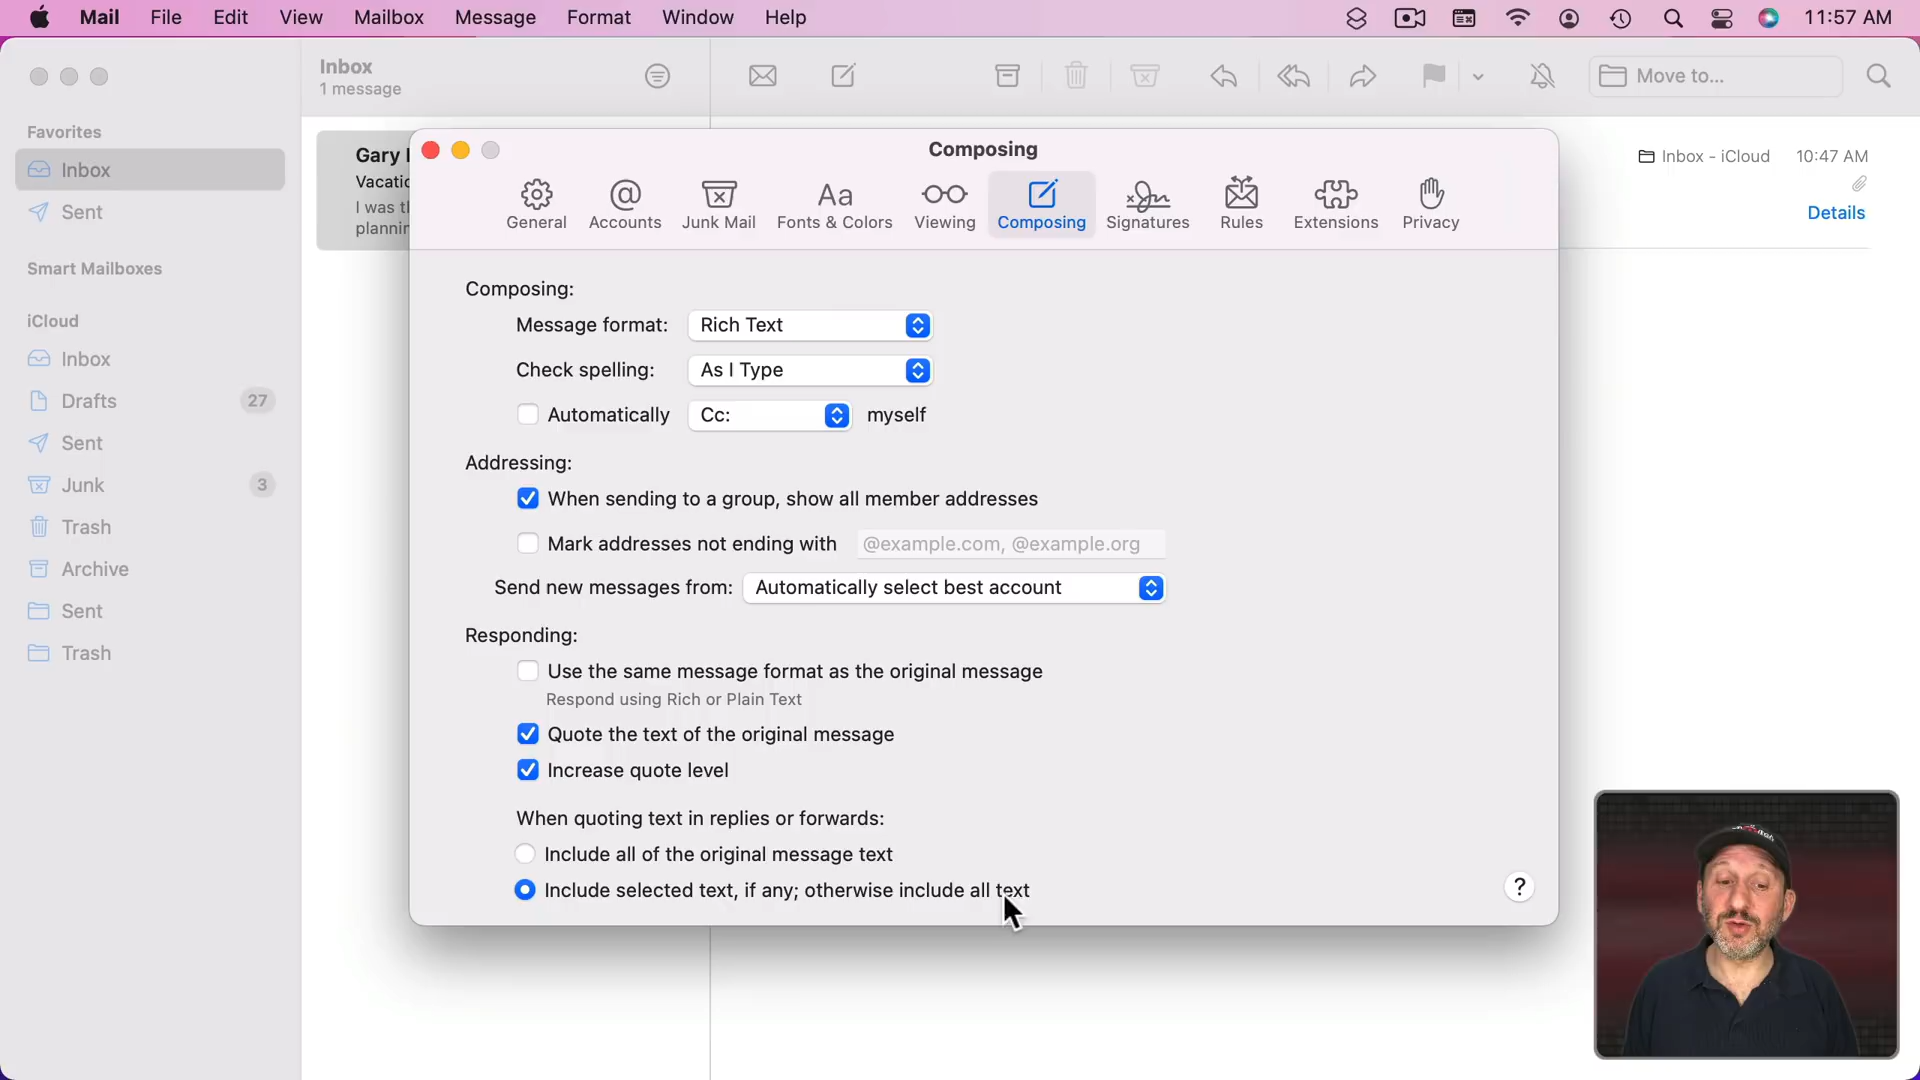 Mail File Edit View Mailbox Message Format Window Help 11:57 AM
Inbox
1 message
Move to...
Favorites
Inbox
Sent
Smart Mailboxes
iCloud
Inbox
Drafts 27
Sent
Junk 3
Trash
Archive
Sent
Trash
Gary
I was
Inbox - iCloud 10:47 AM
Details
Composing
General Accounts Junk Mail Fonts & Colors Viewing Composing Signatures Rules Extensions Privacy
Composing:
Message format: Rich Text
Check spelling: As I Type
Automatically Cc: myself
Addressing:
When sending to a group, show all member addresses
Mark addresses not ending with @example.com, @example.org
Send new messages from: Automatically select best account
Responding:
Use the same message format as the original message
Respond using Rich or Plain Text
Quote the text of the original message
Increase quote level
When quoting text in replies or forwards:
Include all of the original message text
Include selected text, if any; otherwise include all text
?